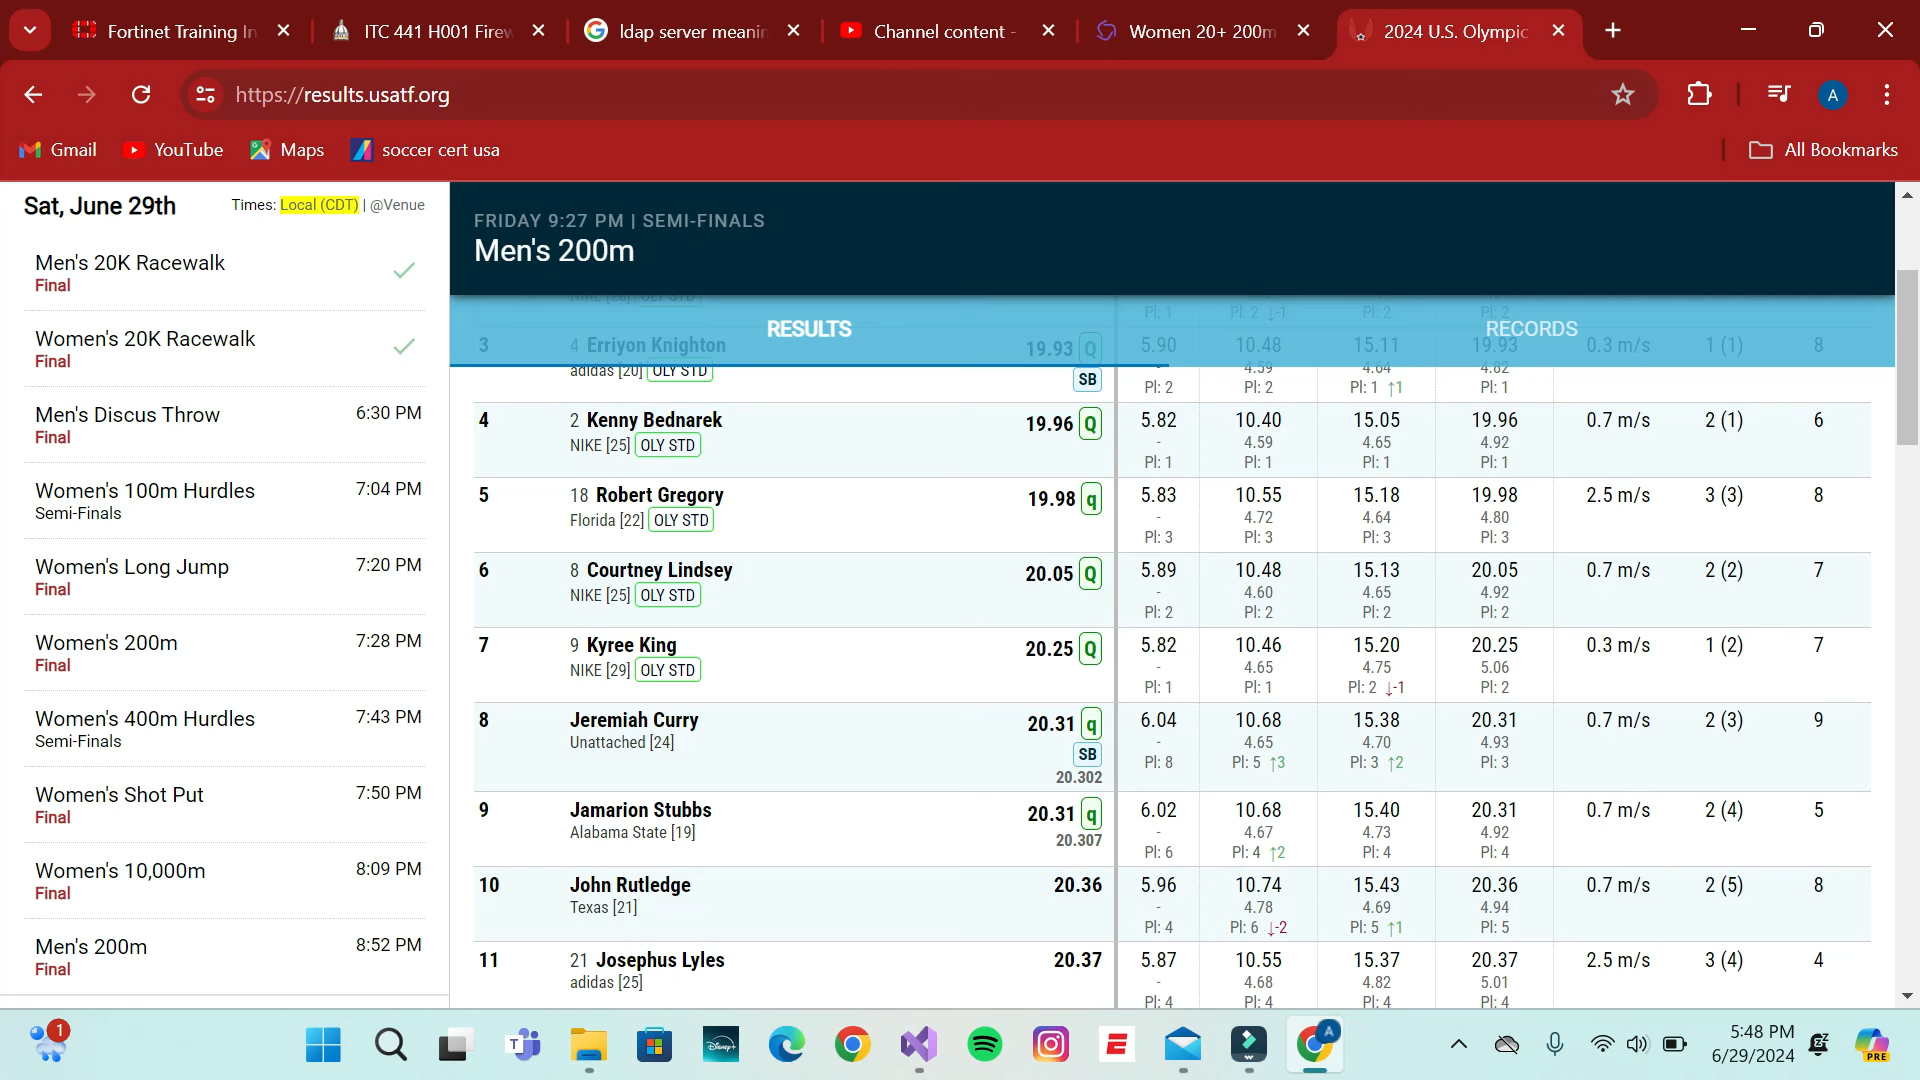 Fortinet Training In
ITC 441 H001 Firew
ldap server meanin
Channel content -
Women 20+ 200m
2024 U.S. Olympic
https://results.usatf.org
A
Gmail
YouTube
Maps
soccer cert usa
All Bookmarks
Sat, June 29th
Times: Local (CDT) | @Venue
Men's 20K Racewalk
Final
Women's 20K Racewalk
Final
Men's Discus Throw 6:30 PM
Final
Women's 100m Hurdles 7:04 PM
Semi-Finals
Women's Long Jump 7:20 PM
Final
Women's 200m 7:28 PM
Final
Women's 400m Hurdles 7:43 PM
Semi-Finals
Women's Shot Put 7:50 PM
Final
Women's 10,000m 8:09 PM
Final
Men's 200m 8:52 PM
Final
FRIDAY 9:27 PM | SEMI-FINALS
Men's 200m
NIKE [28] OLY STD
Pl: 1 Pl: 2 ↓-1 Pl: 2 Pl: 2
RESULTS RECORDS
3 4 Erriyon Knighton 19.93 Q 5.90 10.48 15.11 19.93 0.3 m/s 1 (1) 8
adidas [20] OLY STD 4.59 4.64 4.82
SB Pl: 2 Pl: 2 Pl: 1 ↑1 Pl: 1
4 2 Kenny Bednarek 19.96 Q 5.82 10.40 15.05 19.96 0.7 m/s 2 (1) 6
NIKE [25] OLY STD - 4.59 4.65 4.92
Pl: 1 Pl: 1 Pl: 1 Pl: 1
5 18 Robert Gregory 19.98 q 5.83 10.55 15.18 19.98 2.5 m/s 3 (3) 8
Florida [22] OLY STD - 4.72 4.64 4.80
Pl: 3 Pl: 3 Pl: 3 Pl: 3
6 8 Courtney Lindsey 20.05 Q 5.89 10.48 15.13 20.05 0.7 m/s 2 (2) 7
NIKE [25] OLY STD - 4.60 4.65 4.92
Pl: 2 Pl: 2 Pl: 2 Pl: 2
7 9 Kyree King 20.25 Q 5.82 10.46 15.20 20.25 0.3 m/s 1 (2) 7
NIKE [29] OLY STD - 4.65 4.75 5.06
Pl: 1 Pl: 1 Pl: 2 ↓-1 Pl: 2
8 Jeremiah Curry 20.31 q 6.04 10.68 15.38 20.31 0.7 m/s 2 (3) 9
Unattached [24] SB - 4.65 4.70 4.93
20.302 Pl: 8 Pl: 5 ↑3 Pl: 3 ↑2 Pl: 3
9 Jamarion Stubbs 20.31 q 6.02 10.68 15.40 20.31 0.7 m/s 2 (4) 5
Alabama State [19] 20.307 - 4.67 4.73 4.92
Pl: 6 Pl: 4 ↑2 Pl: 4 Pl: 4
10 John Rutledge 20.36 5.96 10.74 15.43 20.36 0.7 m/s 2 (5) 8
Texas [21] - 4.78 4.69 4.94
Pl: 4 Pl: 6 ↓-2 Pl: 5 ↑1 Pl: 5
11 21 Josephus Lyles 20.37 5.87 10.55 15.37 20.37 2.5 m/s 3 (4) 4
adidas [25] - 4.68 4.82 5.01
Pl: 4 Pl: 4 Pl: 4 Pl: 4
1
Disney+
A
5:48 PM
6/29/2024
PRE